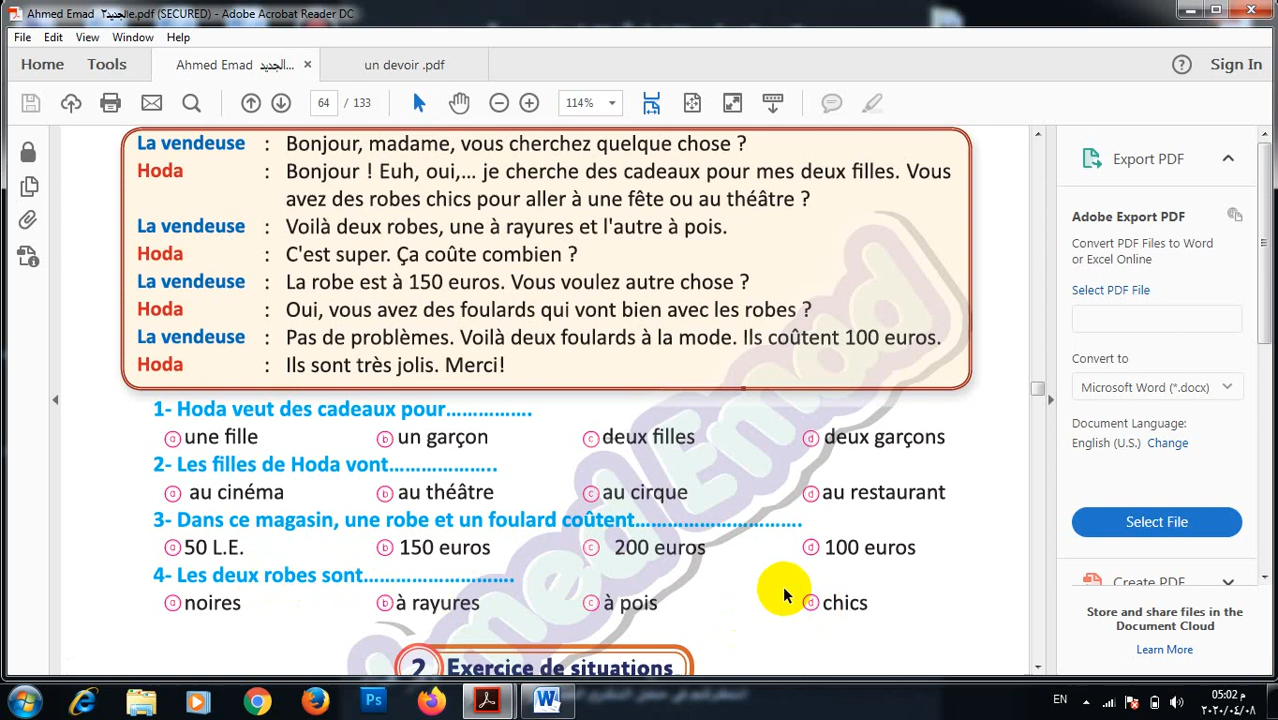 Ahmed Emad الجديد٢le.pdf (SECURED) - Adobe Acrobat Reader DC
File Edit View Window Help
Home Tools Ahmed Emad الجديد... × un devoir .pdf Sign In
64 / 133 114%
La vendeuse : Bonjour, madame, vous cherchez quelque chose ?
Hoda : Bonjour ! Euh, oui,... je cherche des cadeaux pour mes deux filles. Vous
avez des robes chics pour aller à une fête ou au théâtre ?
La vendeuse : Voilà deux robes, une à rayures et l'autre à pois.
Hoda : C'est super. Ça coûte combien ?
La vendeuse : La robe est à 150 euros. Vous voulez autre chose ?
Hoda : Oui, vous avez des foulards qui vont bien avec les robes ?
La vendeuse : Pas de problèmes. Voilà deux foulards à la mode. Ils coûtent 100 euros.
Hoda : Ils sont très jolis. Merci!
1- Hoda veut des cadeaux pour................
a une fille b un garçon c deux filles d deux garçons
2- Les filles de Hoda vont....................
a au cinéma b au théâtre c au cirque d au restaurant
3- Dans ce magasin, une robe et un foulard coûtent..............................
a 50 L.E. b 150 euros c 200 euros d 100 euros
4- Les deux robes sont...........................
a noires b à rayures c à pois d chics
2 Exercice de situations
Ahmed Emad
Export PDF
Adobe Export PDF
Convert PDF Files to Word
or Excel Online
Select PDF File
Convert to
Microsoft Word (*.docx)
Document Language:
English (U.S.) Change
Select File
Create PDF
Store and share files in the
Document Cloud
Learn More
EN
05:02 م
٢٠٢٠/٠٤/٠٨